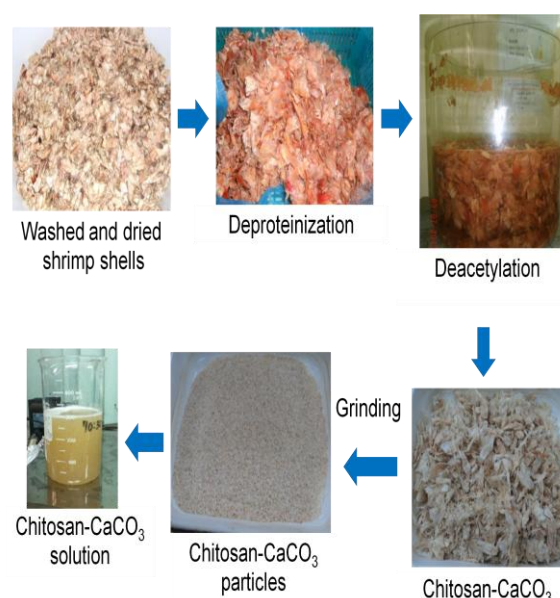 Washed and dried
shrimp shells
Deproteinization
Deacetylation
Grinding
Chitosan-CaCO₃
solution
Chitosan-CaCO₃
particles
Chitosan-CaCO₃